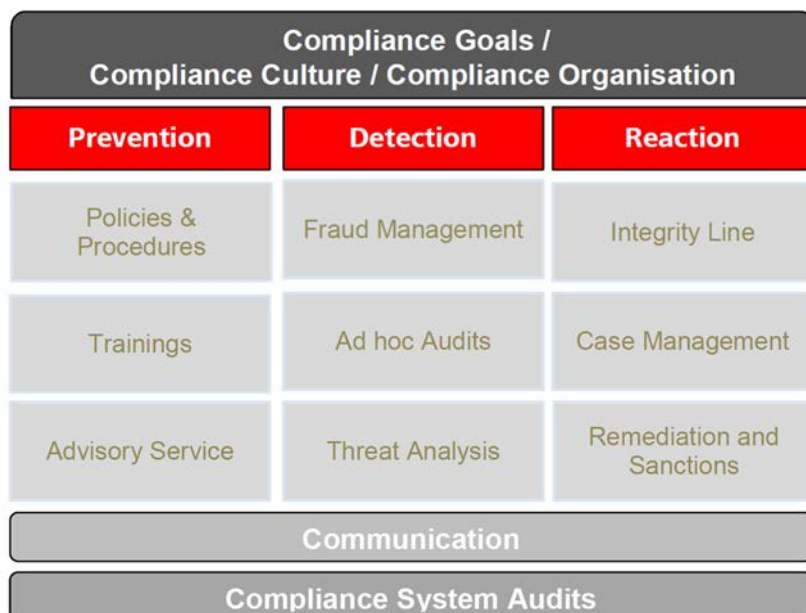 Compliance Goals /
Compliance Culture / Compliance Organisation
Prevention
Detection
Reaction
Policies &
Procedures
Fraud Management
Integrity Line
Trainings
Ad hoc Audits
Case Management
Advisory Service
Threat Analysis
Remediation and
Sanctions
Communication
Compliance System Audits